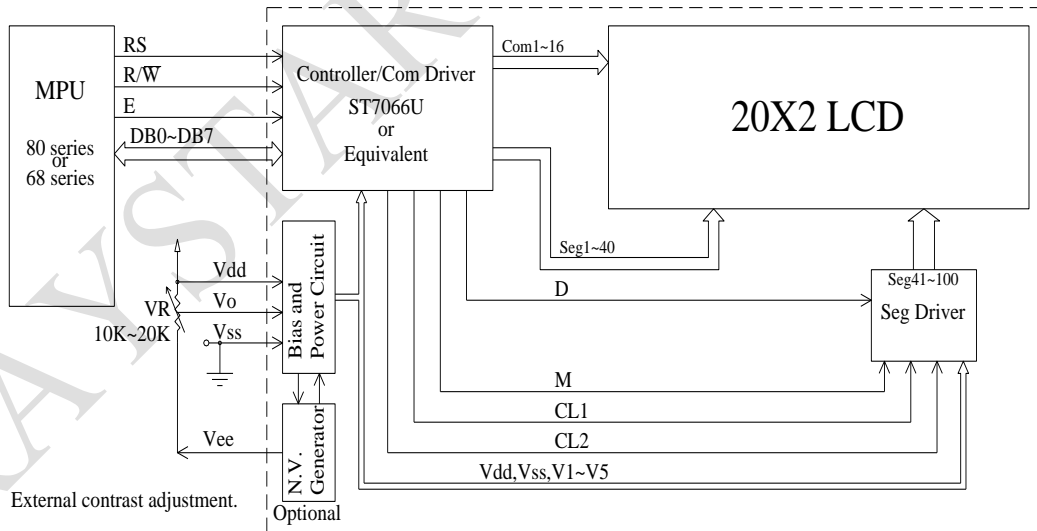 RS
R/W̅
E
DB0~DB7
MPU
80 series
or
68 series
Controller/Com Driver
ST7066U
or
Equivalent
Com1~16
20X2 LCD
Seg1~40
Seg41~100
Seg Driver
D
M
CL1
CL2
Vdd,Vss,V1~V5
Vdd
Vo
Vss
VR
10K~20K
Bias and
Power Circuit
Vee
N.V.
Generator
Optional
External contrast adjustment.